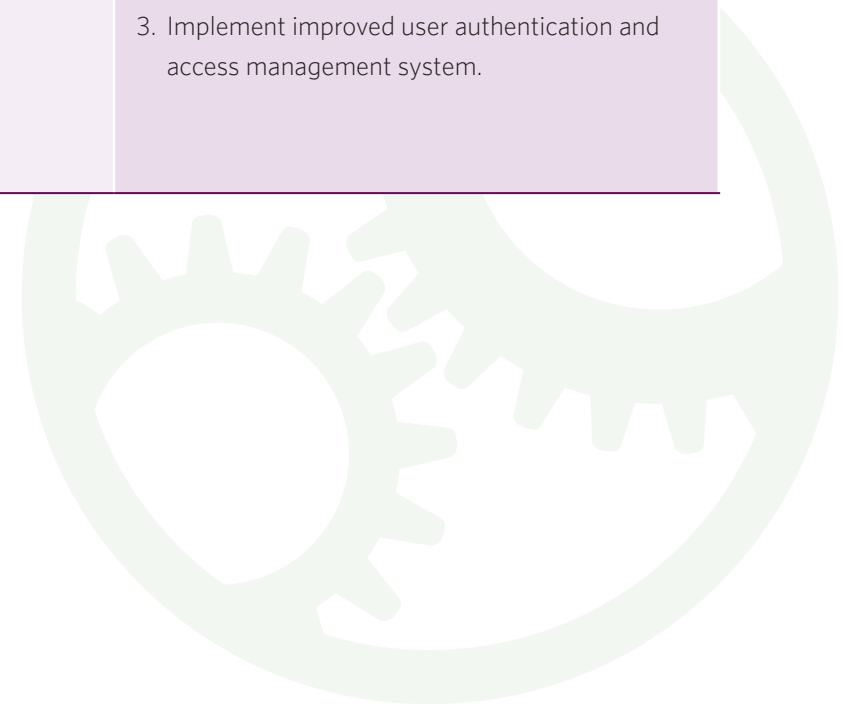 3. Implement improved user authentication and
access management system.